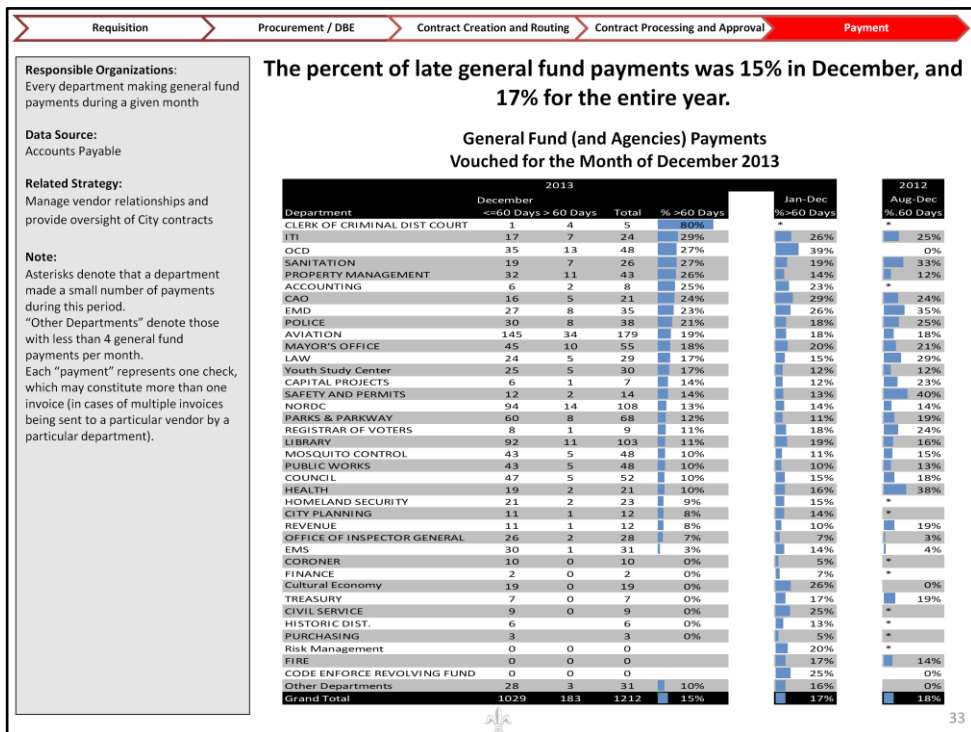 Requisition
Procurement / DBE
Contract Creation and Routing
Contract Processing and Approval
Payment
Responsible Organizations:
Every department making general fund
payments during a given month
Data Source:
Accounts Payable
Related Strategy:
Manage vendor relationships and
provide oversight of City contracts
Note:
Asterisks denote that a department
made a small number of payments
during this period.
“Other Departments” denote those
with less than 4 general fund
payments per month.
Each “payment” represents one check,
which may constitute more than one
invoice (in cases of multiple invoices
being sent to a particular vendor by a
particular department).
The percent of late general fund payments was 15% in December, and
17% for the entire year.
General Fund (and Agencies) Payments
Vouched for the Month of December 2013
2013 2012
December Jan-Dec Aug-Dec
Department <=60 Days > 60 Days Total % >60 Days %>60 Days %.60 Days
CLERK OF CRIMINAL DIST COURT 1 4 5 80% * *
ITI 17 7 24 29% 26% 25%
OCD 35 13 48 27% 39% 0%
SANITATION 19 7 26 27% 19% 33%
PROPERTY MANAGEMENT 32 11 43 26% 14% 12%
ACCOUNTING 6 2 8 25% 23% *
CAO 16 5 21 24% 29% 24%
EMD 27 8 35 23% 26% 35%
POLICE 30 8 38 21% 18% 25%
AVIATION 145 34 179 19% 18% 18%
MAYOR'S OFFICE 45 10 55 18% 20% 21%
LAW 24 5 29 17% 15% 29%
Youth Study Center 25 5 30 17% 12% 12%
CAPITAL PROJECTS 6 1 7 14% 12% 23%
SAFETY AND PERMITS 12 2 14 14% 13% 40%
NORDC 94 14 108 13% 14% 14%
PARKS & PARKWAY 60 8 68 12% 11% 19%
REGISTRAR OF VOTERS 8 1 9 11% 18% 24%
LIBRARY 92 11 103 11% 19% 16%
MOSQUITO CONTROL 43 5 48 10% 11% 15%
PUBLIC WORKS 43 5 48 10% 10% 13%
COUNCIL 47 5 52 10% 15% 18%
HEALTH 19 2 21 10% 16% 38%
HOMELAND SECURITY 21 2 23 9% 15% *
CITY PLANNING 11 1 12 8% 14% *
REVENUE 11 1 12 8% 10% 19%
OFFICE OF INSPECTOR GENERAL 26 2 28 7% 7% 3%
EMS 30 1 31 3% 14% 4%
CORONER 10 0 10 0% 5% *
FINANCE 2 0 2 0% 7% *
Cultural Economy 19 0 19 0% 26% 0%
TREASURY 7 0 7 0% 17% 19%
CIVIL SERVICE 9 0 9 0% 25% *
HISTORIC DIST. 6 6 0% 13% *
PURCHASING 3 3 0% 5% *
Risk Management 0 0 0 20% *
FIRE 0 0 0 17% 14%
CODE ENFORCE REVOLVING FUND 0 0 0 25% 0%
Other Departments 28 3 31 10% 16% 0%
Grand Total 1029 183 1212 15% 17% 18%
33